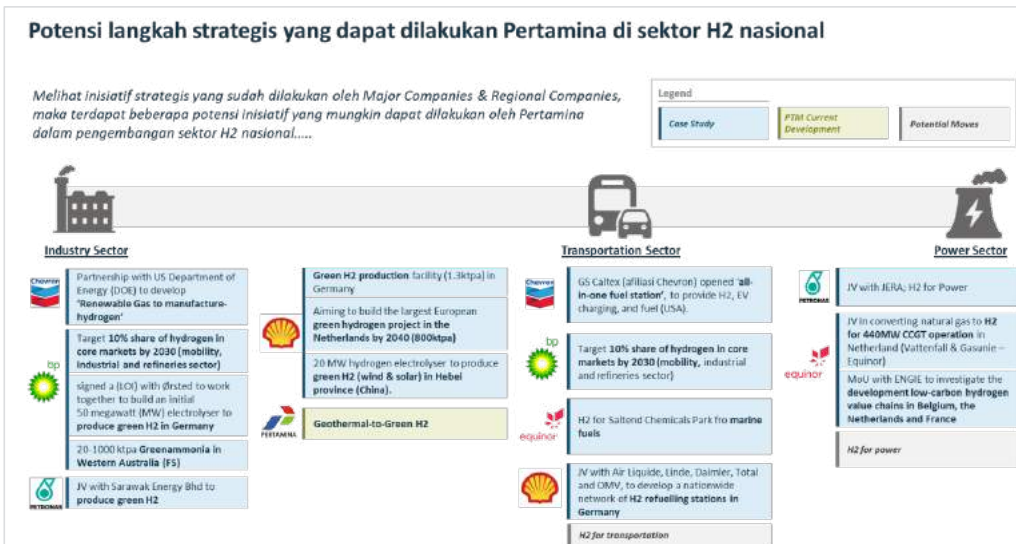 Potensi langkah strategis yang dapat dilakukan Pertamina di sektor H2 nasional
Melihat inisiatif strategis yang sudah dilakukan oleh Major Companies & Regional Companies,
maka terdapat beberapa potensi inisiatif yang mungkin dapat dilakukan oleh Pertamina
dalam pengembangan sektor H2 nasional.....
Legend
Case Study
PTM Current
Development
Potential Moves
Industry Sector
Chevron
Partnership with US Department of
Energy (DOE) to develop
'Renewable Gas to manufacture-
hydrogen'
bp
Target 10% share of hydrogen in
core markets by 2030 (mobility,
industrial and refineries sector)
signed a (LOI) with Ørsted to work
together to build an initial
50 megawatt (MW) electrolyser to
produce green H2 in Germany
20-1000 ktpa Greenammonia in
Western Australia (FS)
PETRONAS
JV with Sarawak Energy Bhd to
produce green H2
Green H2 production facility (1.3ktpa) in
Germany
Aiming to build the largest European
green hydrogen project in the
Netherlands by 2040 (800ktpa)
20 MW hydrogen electrolyser to produce
green H2 (wind & solar) in Hebei
province (China).
PERTAMINA
Geothermal-to-Green H2
Transportation Sector
Chevron
GS Caltex (afiliasi Chevron) opened 'all-
in-one fuel station', to provide H2, EV
charging, and fuel (USA).
bp
Target 10% share of hydrogen in core
markets by 2030 (mobility, industrial
and refineries sector)
equinor
H2 for Saltend Chemicals Park fro marine
fuels
JV with Air Liquide, Linde, Daimler, Total
and OMV, to develop a nationwide
network of H2 refuelling stations in
Germany
H2 for transportation
Power Sector
PETRONAS
JV with JERA; H2 for Power
equinor
JV in converting natural gas to H2
for 440MW CCGT operation in
Netherland (Vattenfall & Gasunie –
Equinor)
MoU with ENGIE to investigate the
development low-carbon hydrogen
value chains in Belgium, the
Netherlands and France
H2 for power